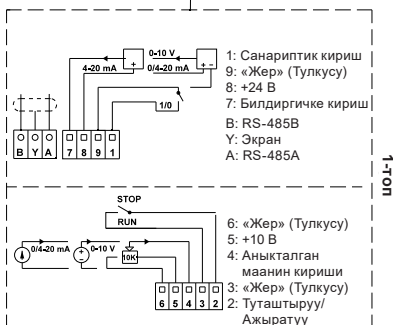 0-10 V
4-20 mA
0/4-20 mA
+
+ -
1/0
B Y A
7 8 9 1
1: Санариптик кириш
9: «Жер» (Тулкусу)
8: +24 В
7: Билдиргичке кириш
B: RS-485B
Y: Экран
A: RS-485A
1-топ
STOP
RUN
0/4-20 mA
0-10 V
10K
6 5 4 3 2
6: «Жер» (Тулкусу)
5: +10 В
4: Аныкталган
маанин кириши
3: «Жер» (Тулкусу)
2: Туташтыруу/
Ажыратуу